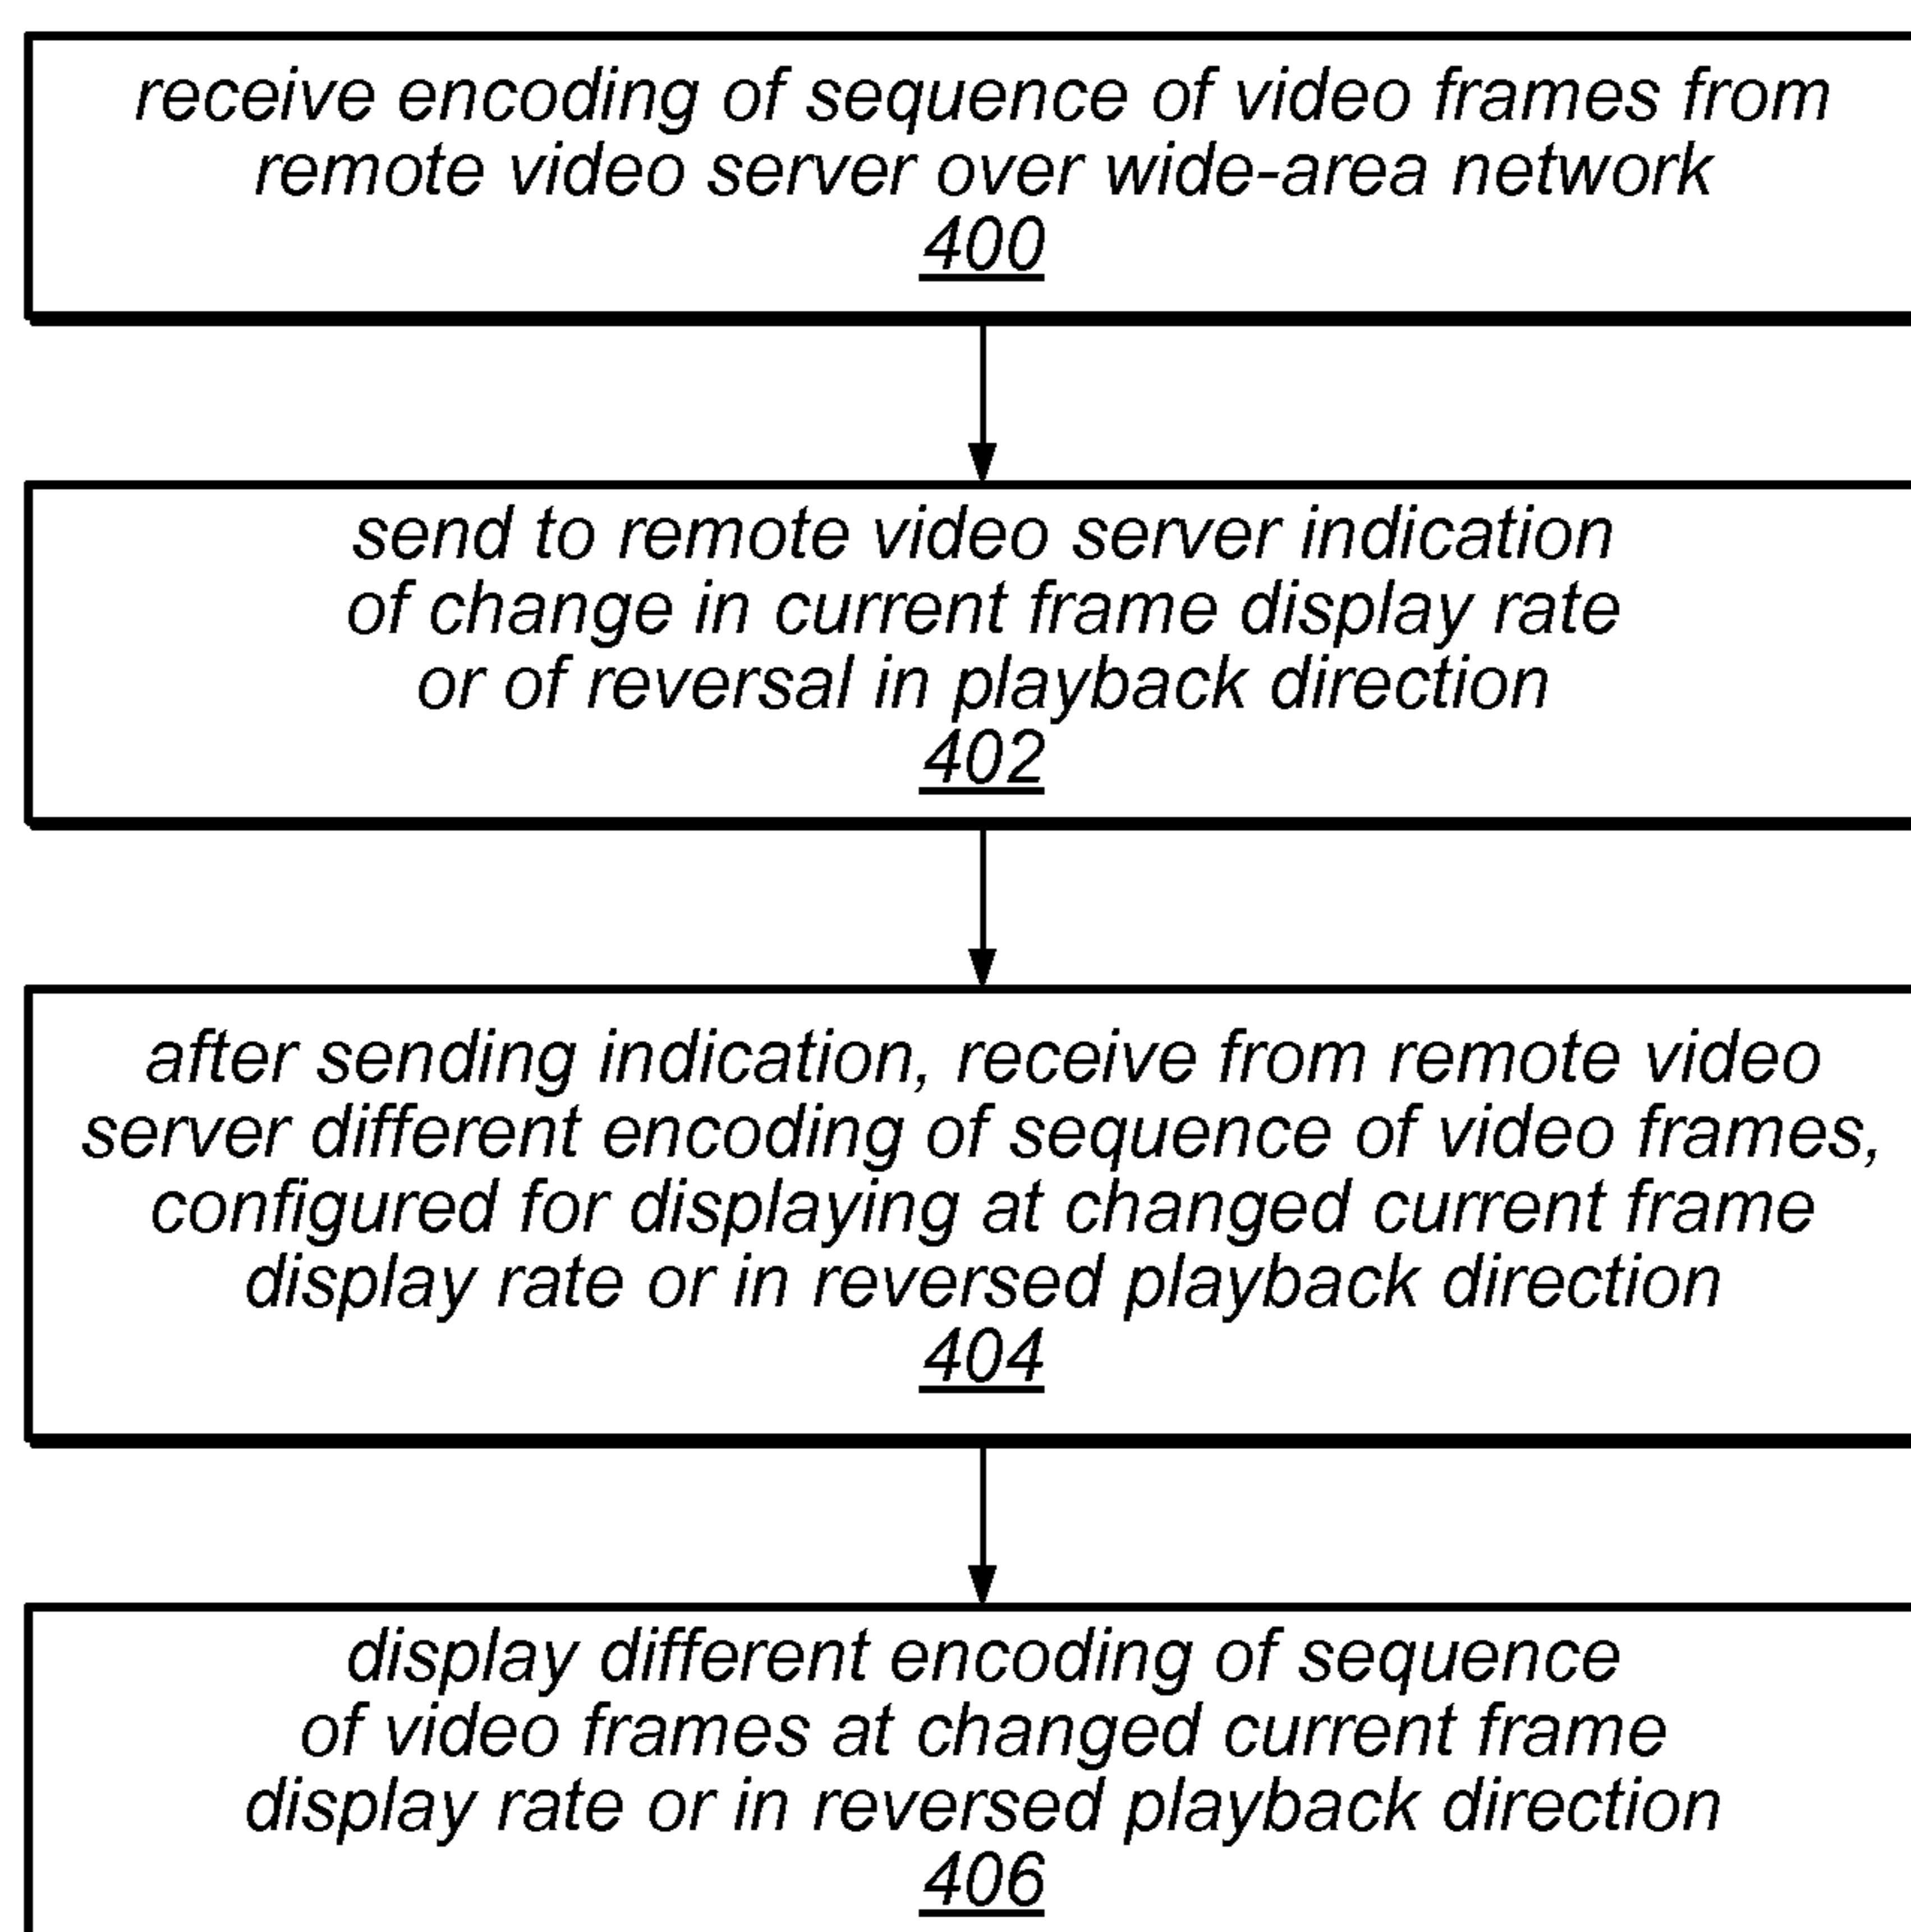 receive encoding of sequence of video frames from
remote video server over wide-area network
400
send to remote video server indication
of change in current frame display rate
or of reversal in playback direction
402
after sending indication, receive from remote video
server different encoding of sequence of video frames,
configured for displaying at changed current frame
display rate or in reversed playback direction
404
display different encoding of sequence
of video frames at changed current frame
display rate or in reversed playback direction
406